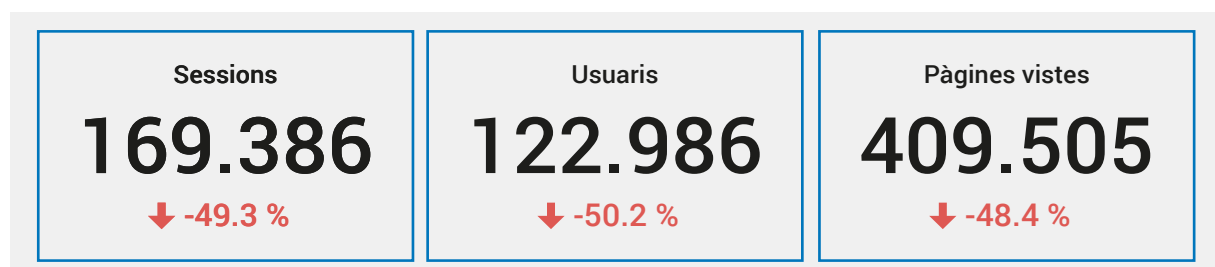 Sessions
169.386
-49.3 %
Usuaris
122.986
-50.2 %
Pàgines vistes
409.505
-48.4 %